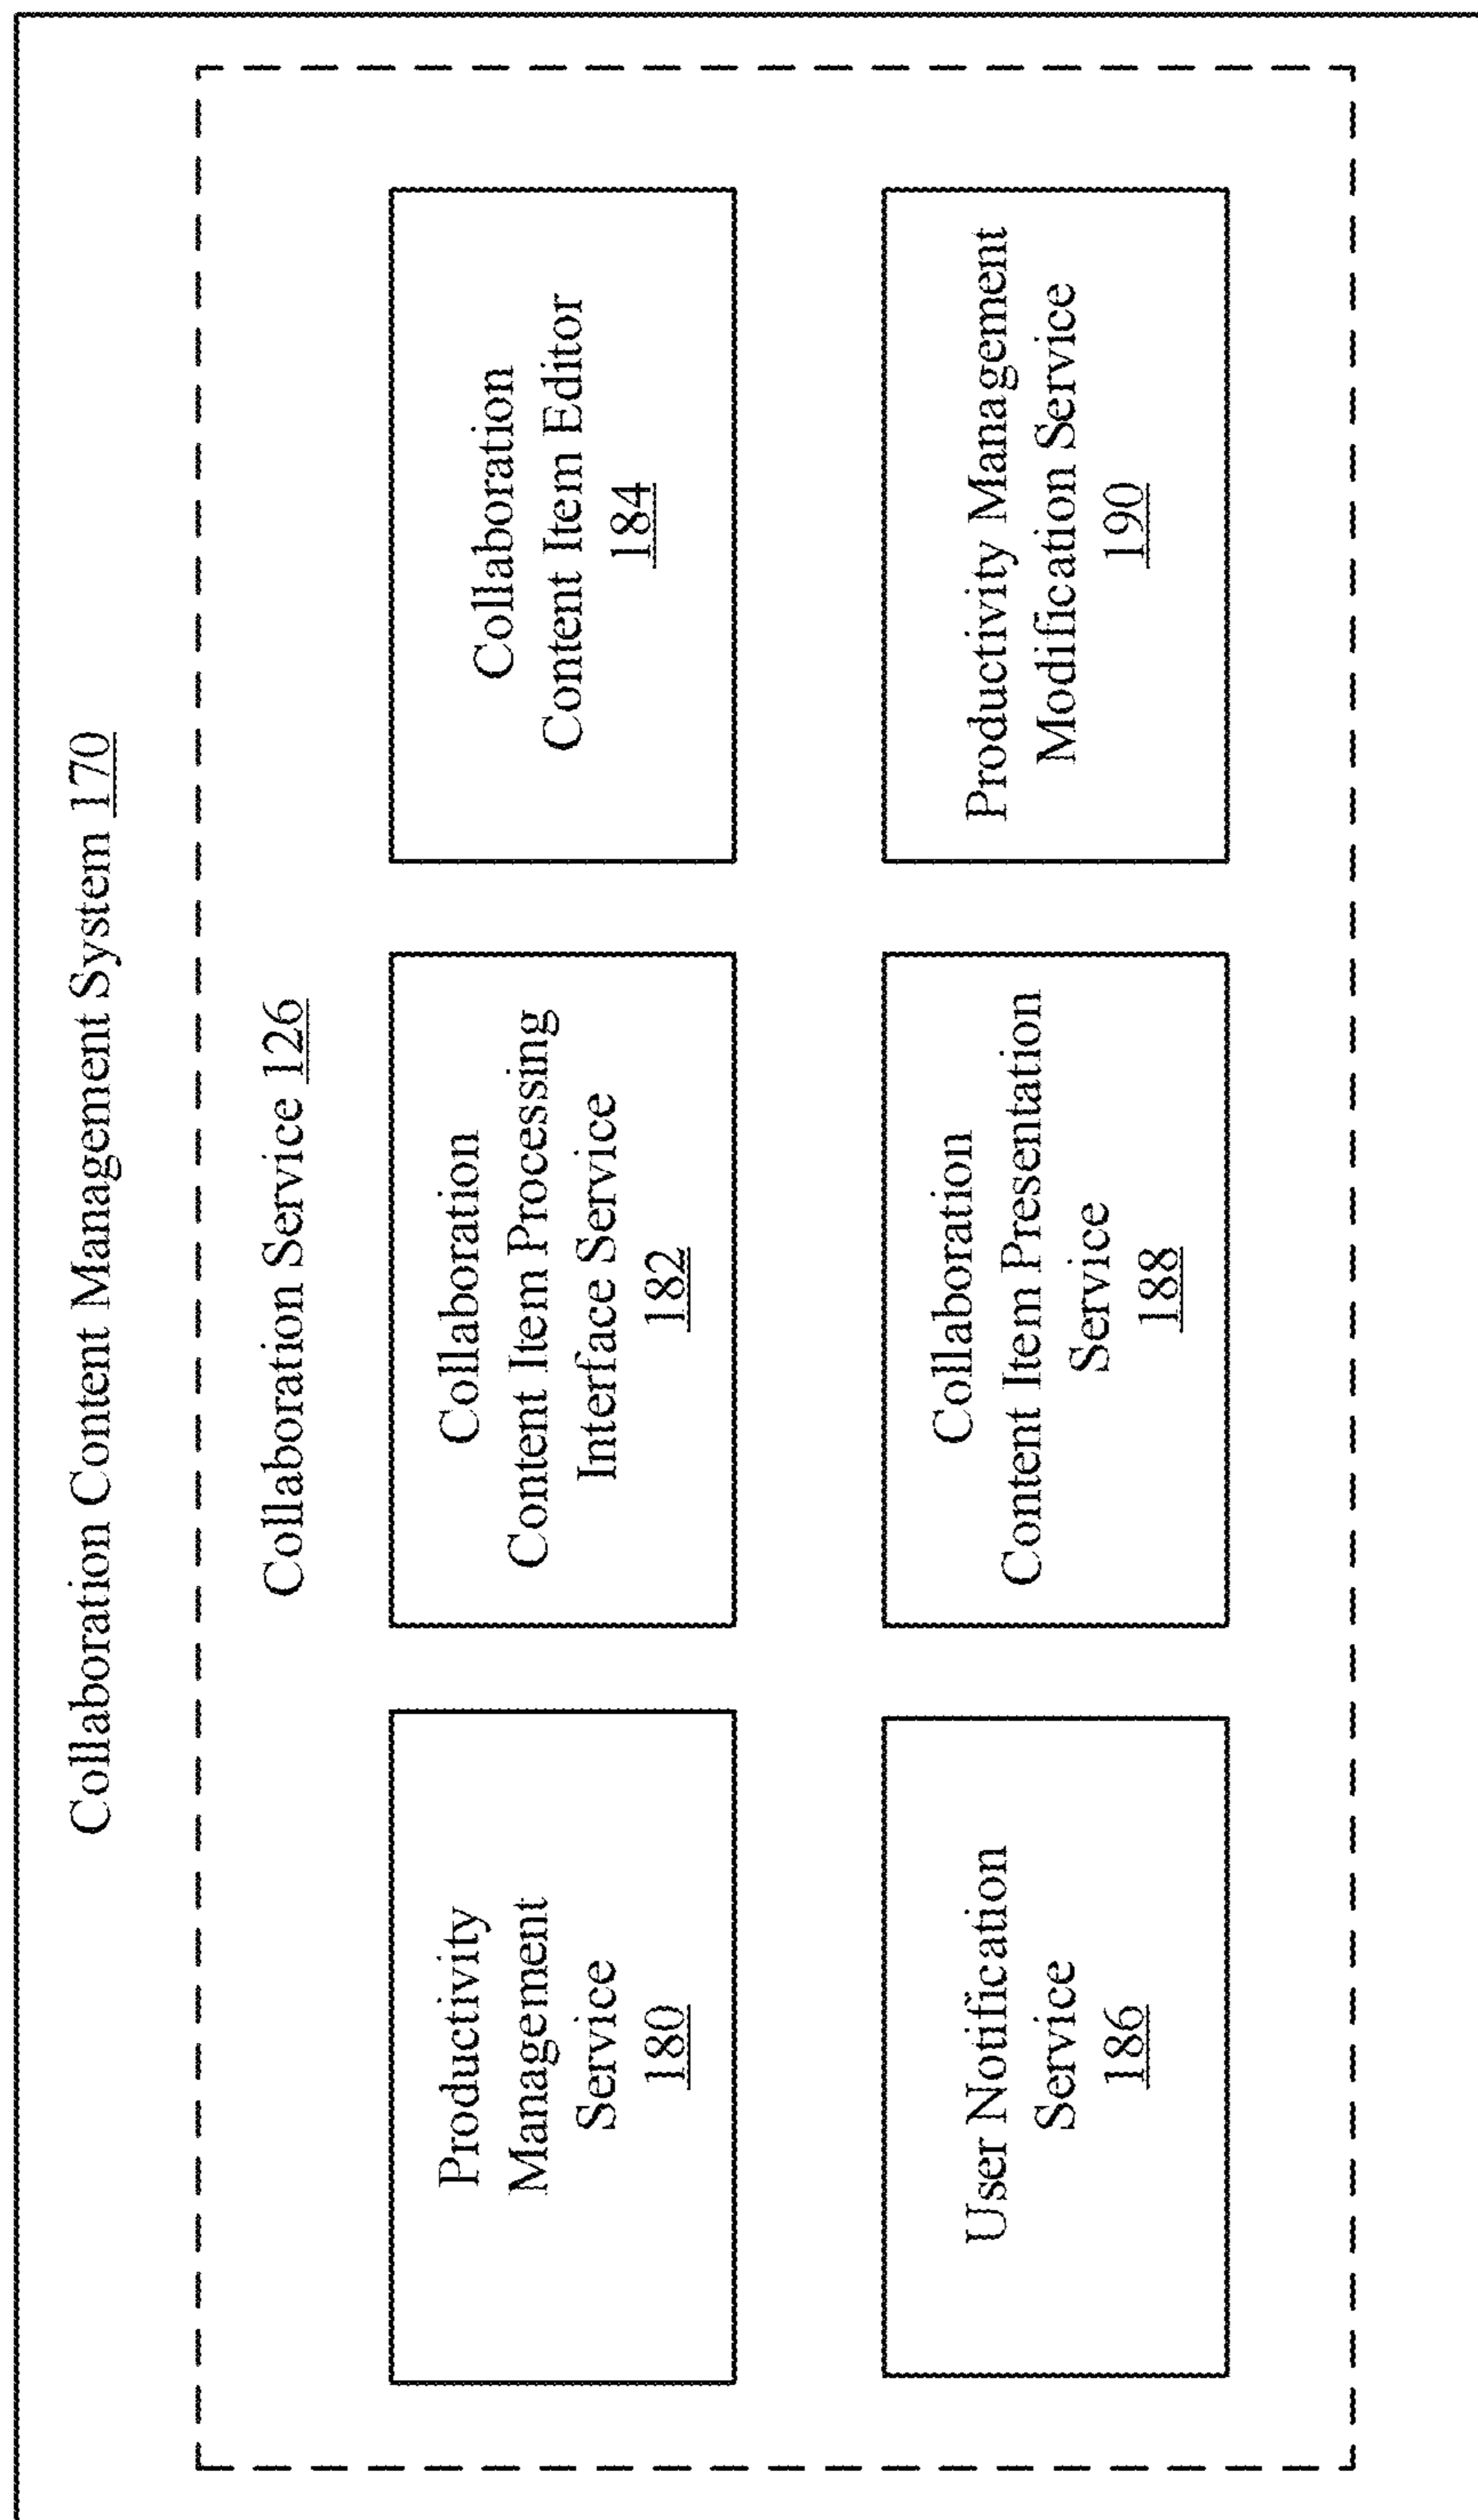 Collaboration Content Management System 170
Collaboration Service 126
Productivity
Management
Service
180
Collaboration
Content Item Processing
Interface Service
182
Collaboration
Content Item Editor
184
User Notification
Service
186
Collaboration
Content Item Presentation
Service
188
Productivity Management
Modification Service
190